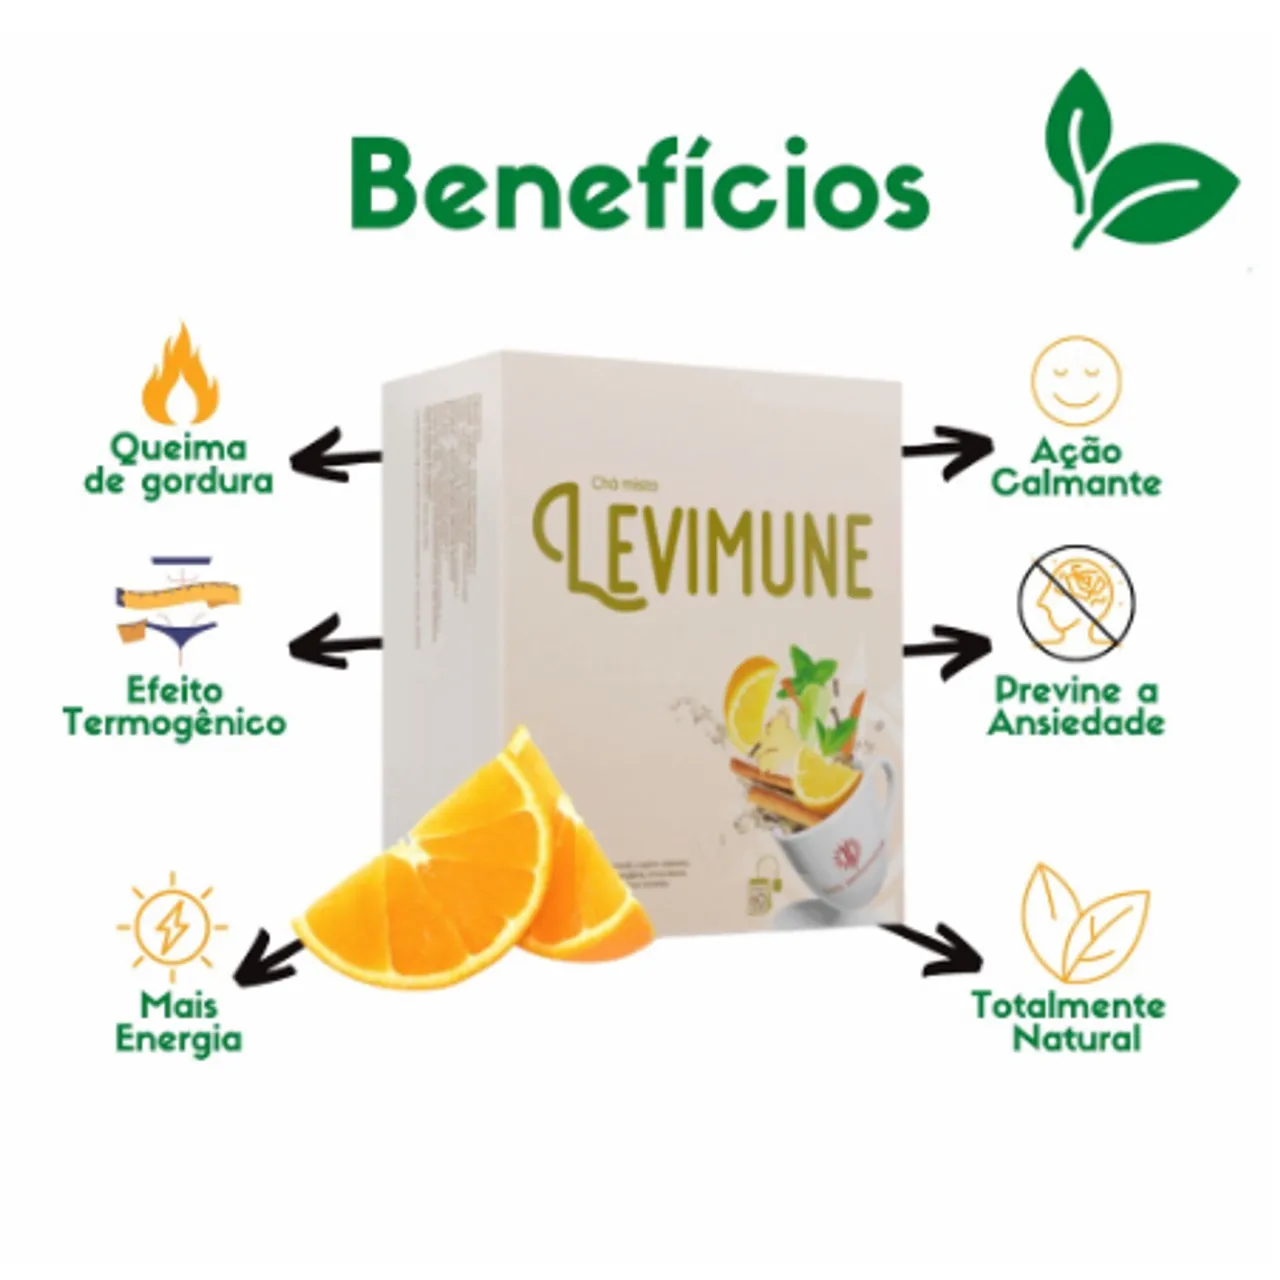 Benefícios
Queima
de gordura
Ação
Calmante
Chá misto
LEVIMUNE
Efeito
Termogênico
Previne a
Ansiedade
Mais
Energia
Totalmente
Natural